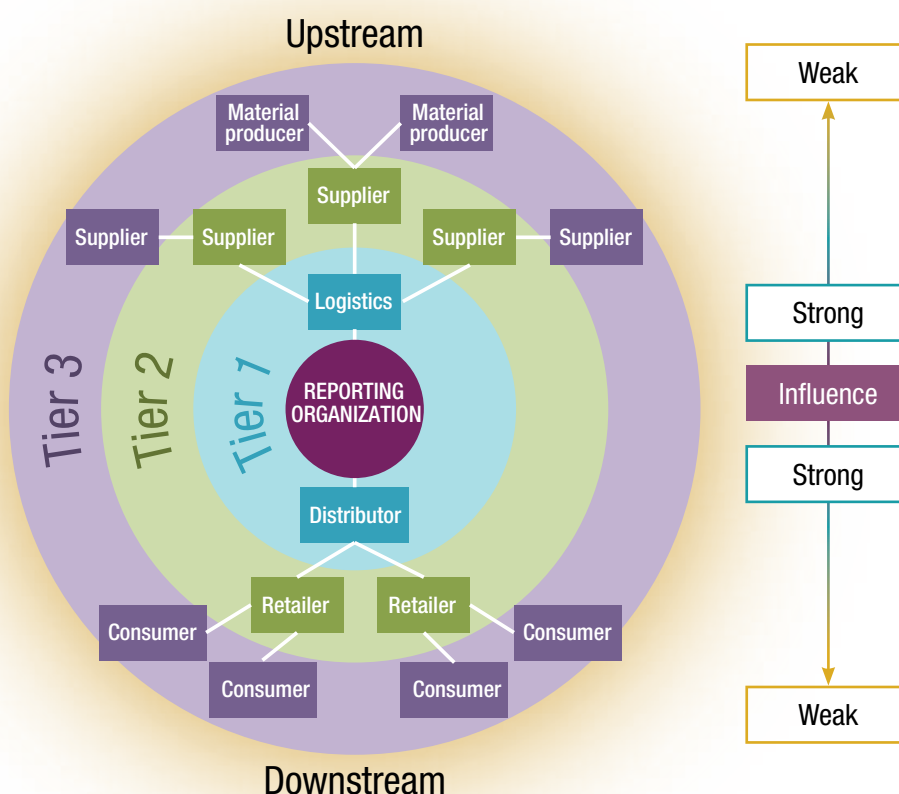 Upstream
Weak
Material
producer
Material
producer
Supplier
Supplier
Supplier
Supplier
Supplier
Logistics
Strong
Tier 3
Tier 2
Tier 1
REPORTING
ORGANIZATION
Influence
Strong
Distributor
Retailer
Retailer
Consumer
Consumer
Consumer
Consumer
Weak
Downstream